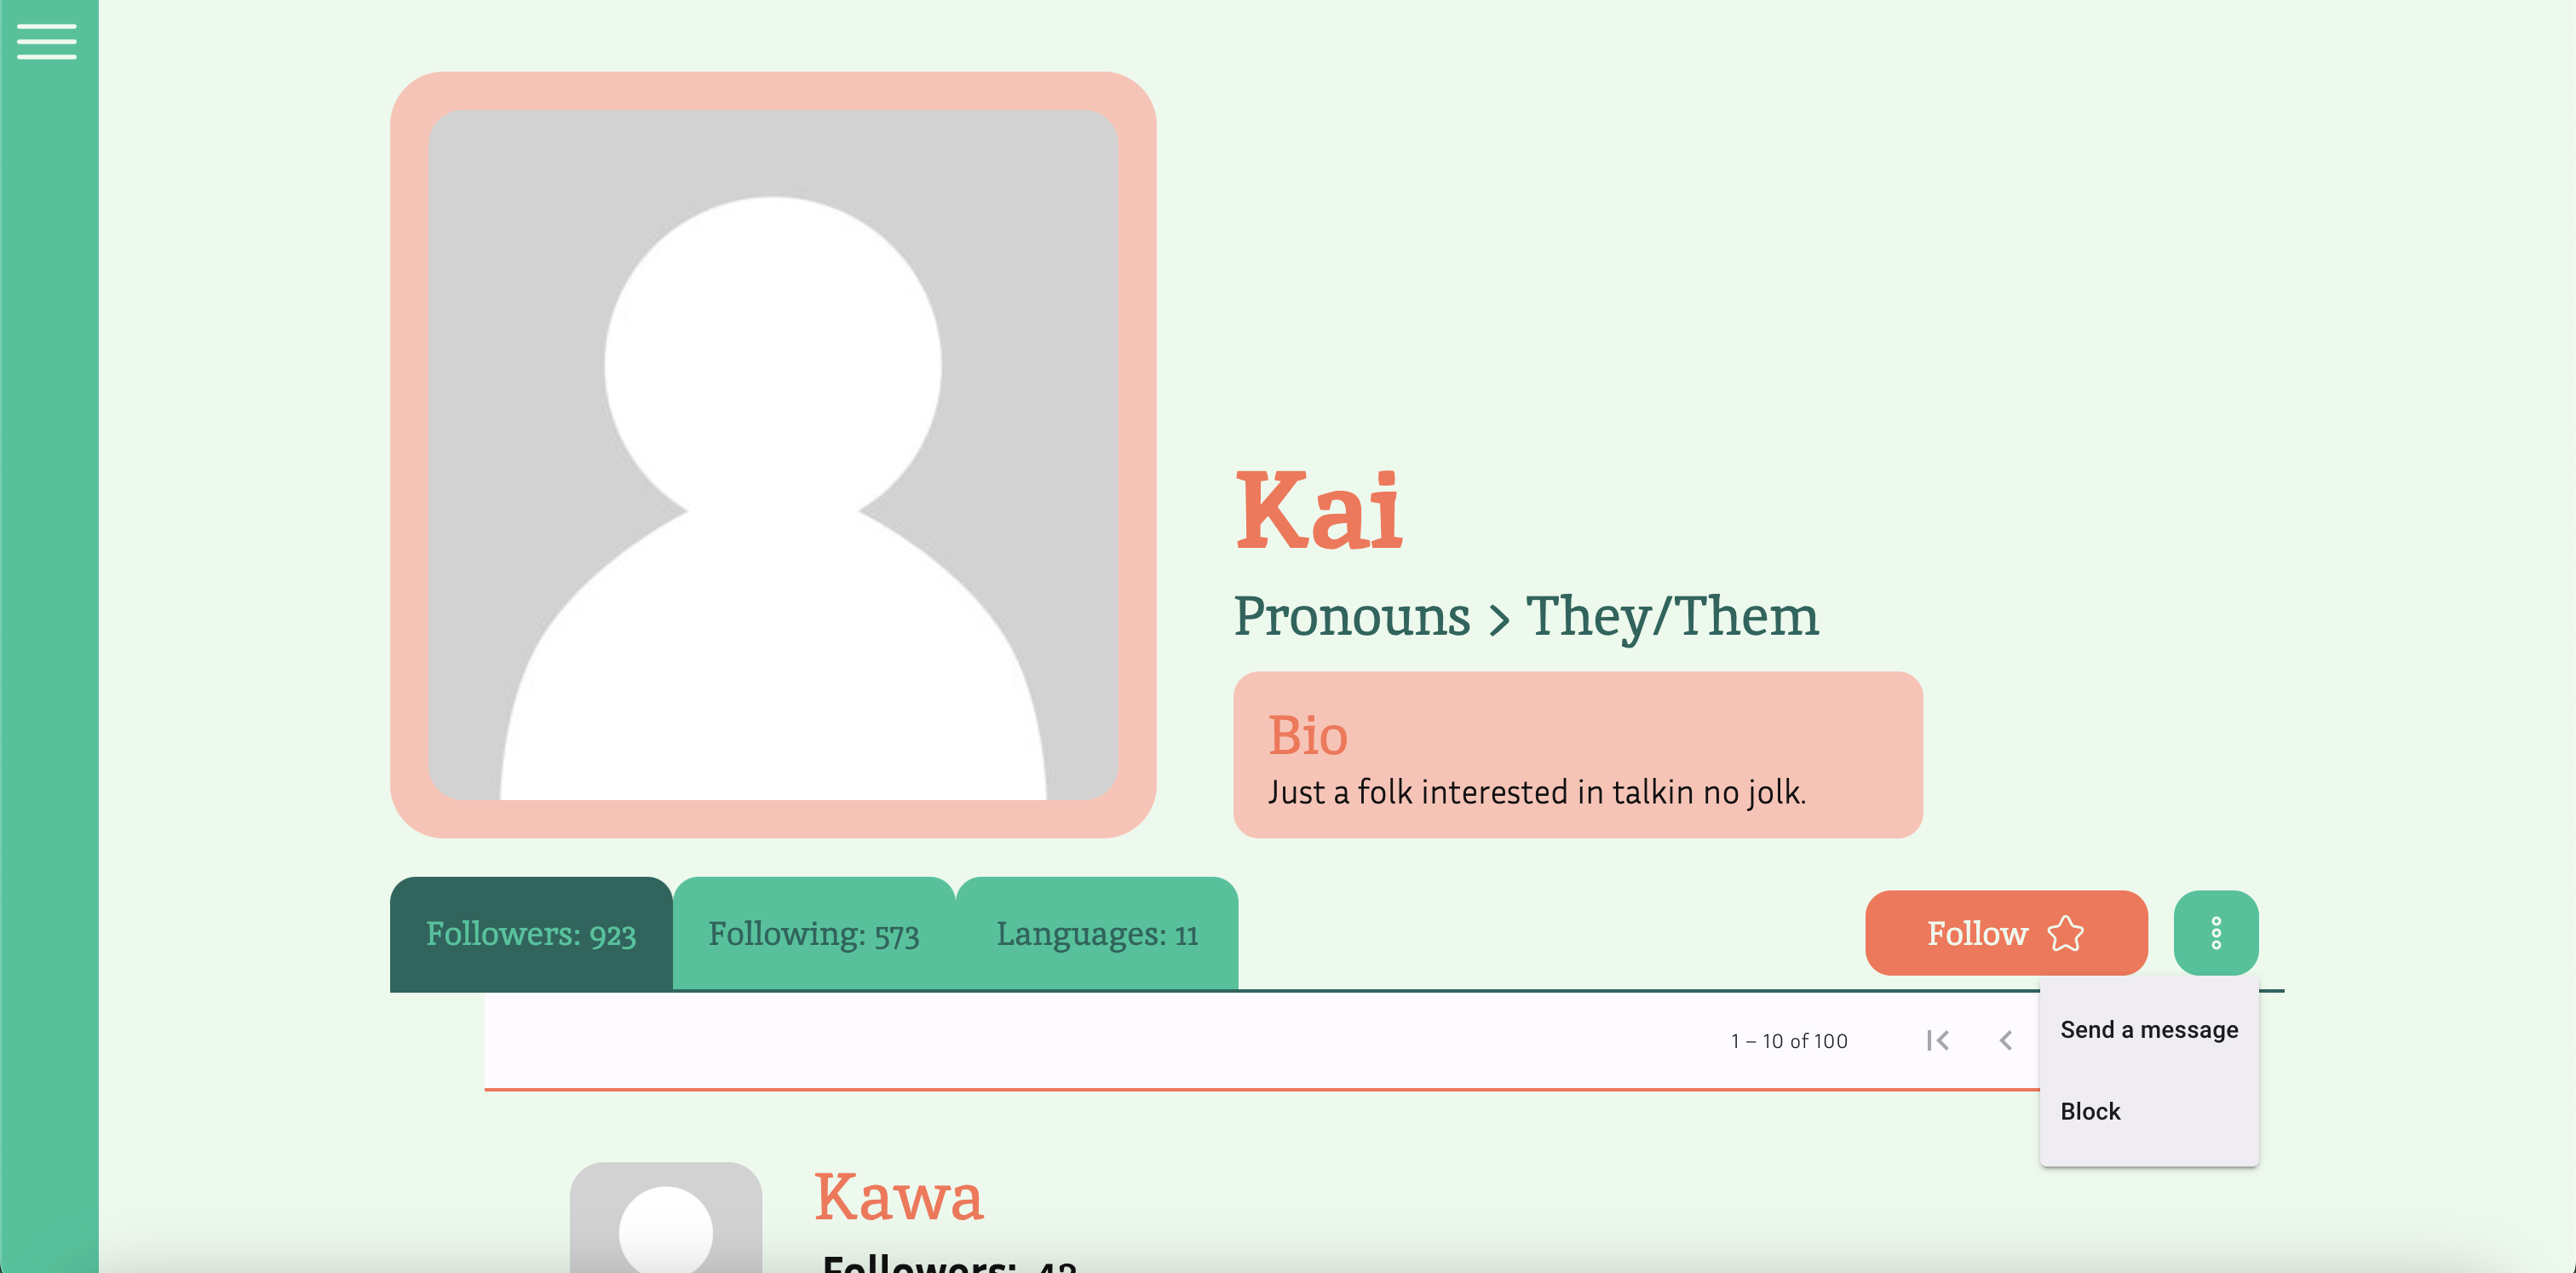 Kai
Pronouns > They/Them
Bio
Just a folk interested in talkin no jolk.
Followers: 923
Following: 573
Languages: 11
Follow
1 – 10 of 100
Send a message
Block
Kawa
Followers: 42